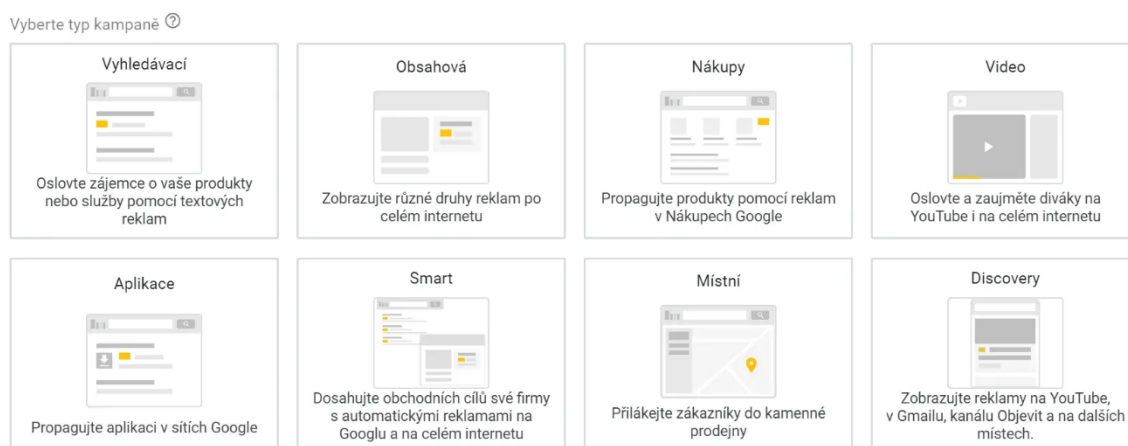 Vyberte typ kampaně
Vyhledávací
Oslovte zájemce o vaše produkty
nebo služby pomocí textových
reklam
Obsahová
Zobrazujte různé druhy reklam po
celém internetu
Nákupy
Propagujte produkty pomocí reklam
v Nákupech Google
Video
Oslovte a zaujměte diváky na
YouTube i na celém internetu
Aplikace
Propagujte aplikaci v sítích Google
Smart
Dosahujte obchodních cílů své firmy
s automatickými reklamami na
Googlu a na celém internetu
Místní
Přilákejte zákazníky do kamenné
prodejny
Discovery
Zobrazujte reklamy na YouTube,
v Gmailu, kanálu Objevit a na dalších
místech.